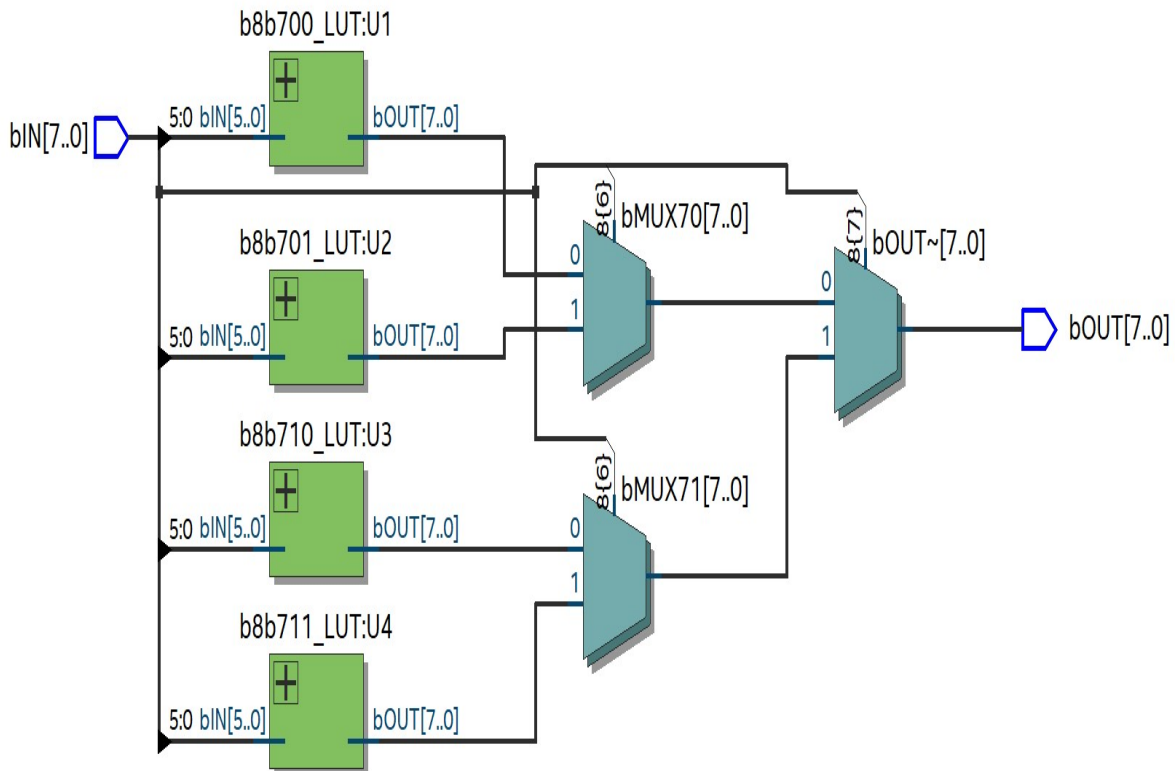 b8b700_LUT:U1
bIN[7..0]
5:0 bIN[5..0] bOUT[7..0]
8{6}
bMUX70[7..0]
0
1
8{7}
bOUT~[7..0]
0
1
bOUT[7..0]
b8b701_LUT:U2
5:0 bIN[5..0] bOUT[7..0]
b8b710_LUT:U3
5:0 bIN[5..0] bOUT[7..0]
8{6}
bMUX71[7..0]
0
1
b8b711_LUT:U4
5:0 bIN[5..0] bOUT[7..0]